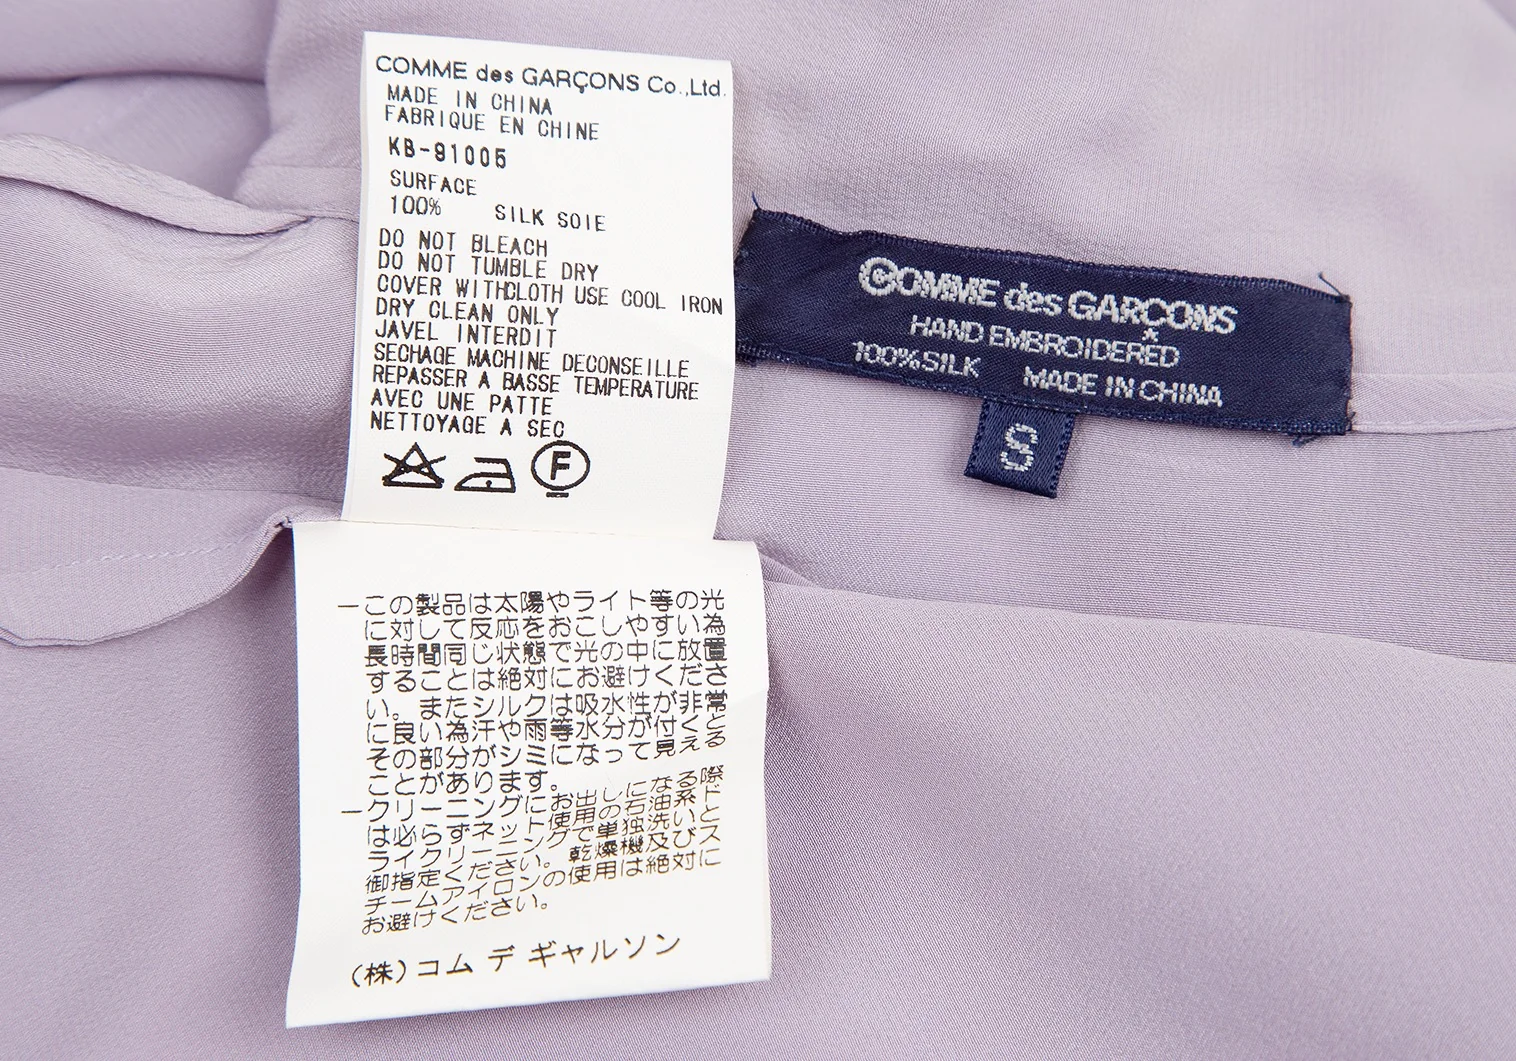 COMME des GARÇONS Co.,Ltd.
MADE IN CHINA
FABRIQUE EN CHINE
KB-91005
SURFACE
100% SILK SOIE
DO NOT BLEACH
DO NOT TUMBLE DRY
COVER WITHCLOTH USE COOL IRON
DRY CLEAN ONLY
JAVEL INTERDIT
SECHAGE MACHINE DECONSEILLE
REPASSER A BASSE TEMPERATURE
AVEC UNE PATTE
NETTOYAGE A SEC
F
COMME des GARÇONS
HAND EMBROIDERED
100%SILK MADE IN CHINA
S
ーこの製品は太陽やライト等の光
に対して反応をおこしやすい為
長時間同じ状態で光の中に放置
することは絶対にお避けくださ
い。またシルクは吸水性が非常
に良い為汗や雨等水分が付くと
その部分がシミになって見える
ことがあります。
ークリーニングにお出しになる際
は必らずネット使用の石油系ド
ライクリーニングで単独洗いと
御指定ください。乾燥機及びス
チームアイロンの使用は絶対に
お避けください。
(株)コム デ ギャルソン